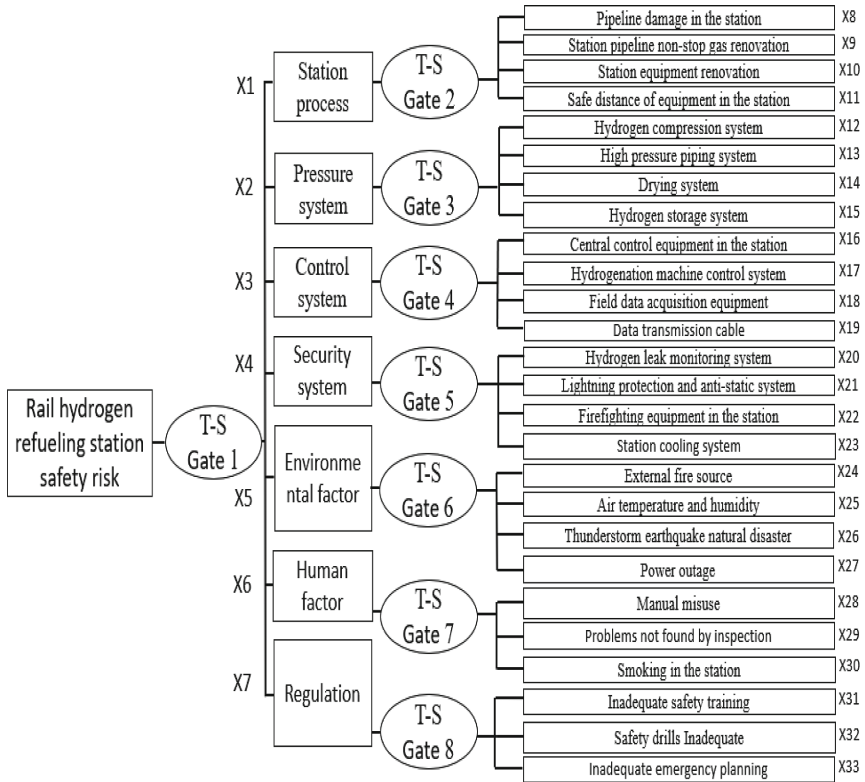 Rail hydrogen
refueling station
safety risk
T-S
Gate 1
X1
Station
process
T-S
Gate 2
Pipeline damage in the station
X8
Station pipeline non-stop gas renovation
X9
Station equipment renovation
X10
Safe distance of equipment in the station
X11
X2
Pressure
system
T-S
Gate 3
Hydrogen compression system
X12
High pressure piping system
X13
Drying system
X14
Hydrogen storage system
X15
X3
Control
system
T-S
Gate 4
Central control equipment in the station
X16
Hydrogenation machine control system
X17
Field data acquisition equipment
X18
Data transmission cable
X19
X4
Security
system
T-S
Gate 5
Hydrogen leak monitoring system
X20
Lightning protection and anti-static system
X21
Firefighting equipment in the station
X22
Station cooling system
X23
X5
Environme
ntal factor
T-S
Gate 6
External fire source
X24
Air temperature and humidity
X25
Thunderstorm earthquake natural disaster
X26
Power outage
X27
X6
Human
factor
T-S
Gate 7
Manual misuse
X28
Problems not found by inspection
X29
Smoking in the station
X30
X7
Regulation
T-S
Gate 8
Inadequate safety training
X31
Safety drills Inadequate
X32
Inadequate emergency planning
X33